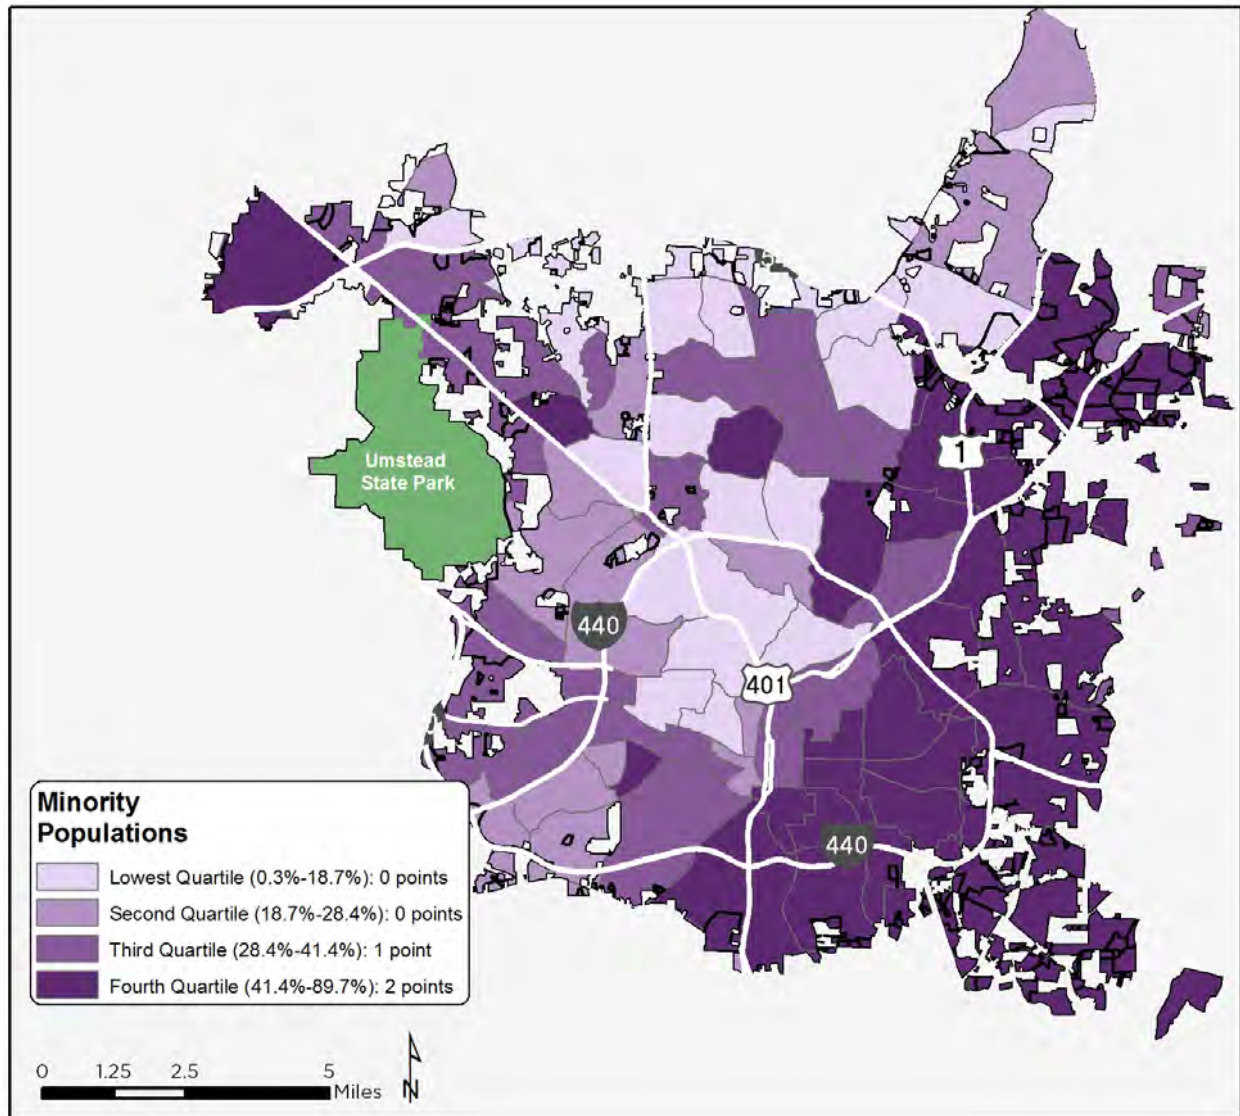 Umstead
State Park
1
440
401
440
Minority
Populations
Lowest Quartile (0.3%-18.7%): 0 points
Second Quartile (18.7%-28.4%): 0 points
Third Quartile (28.4%-41.4%): 1 point
Fourth Quartile (41.4%-89.7%): 2 points
0 1.25 2.5 5
Miles
N